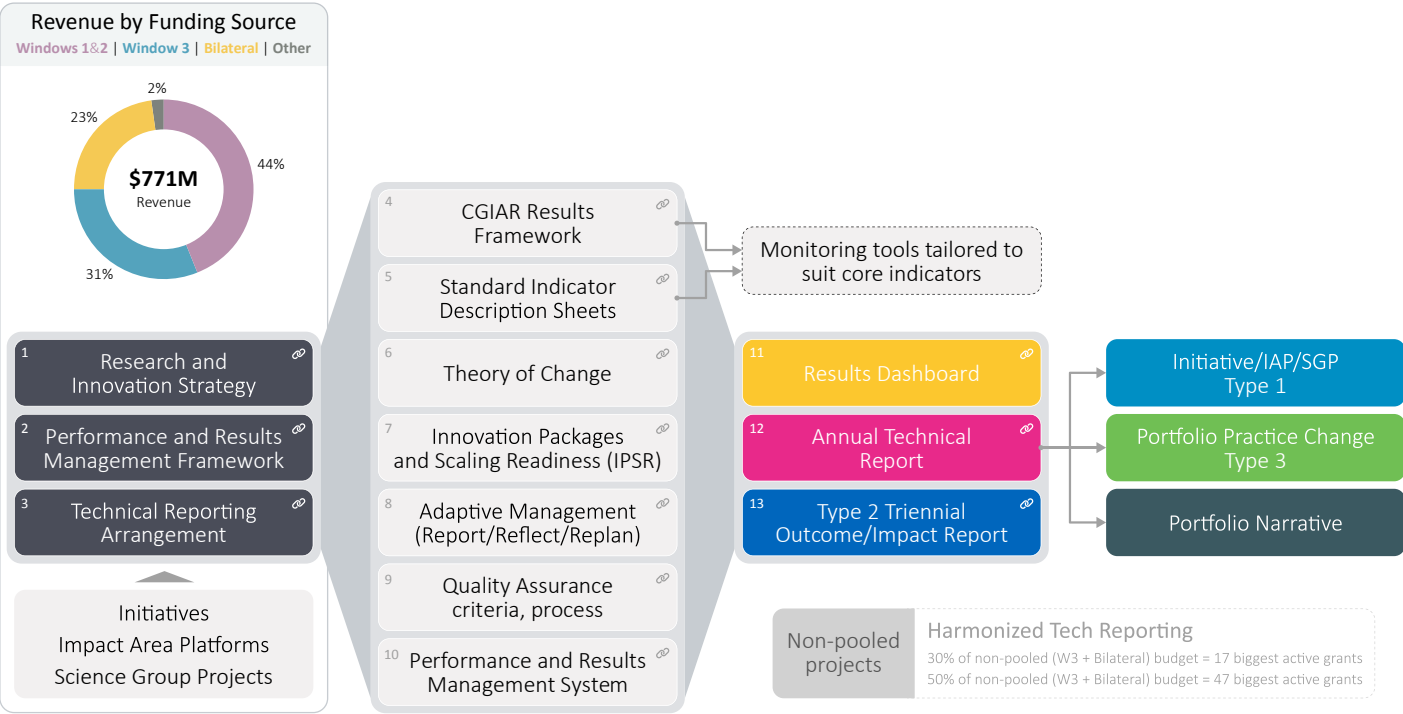 Revenue by Funding Source
Windows 1&2 | Window 3 | Bilateral | Other
2%
23%
44%
$771M
Revenue
31%
1
Research and
Innovation Strategy
2
Performance and Results
Management Framework
3
Technical Reporting
Arrangement
Initiatives
Impact Area Platforms
Science Group Projects
4
CGIAR Results
Framework
5
Standard Indicator
Description Sheets
6
Theory of Change
7
Innovation Packages
and Scaling Readiness (IPSR)
8
Adaptive Management
(Report/Reflect/Replan)
9
Quality Assurance
criteria, process
10
Performance and Results
Management System
Monitoring tools tailored to
suit core indicators
11
Results Dashboard
12
Annual Technical
Report
13
Type 2 Triennial
Outcome/Impact Report
Initiative/IAP/SGP
Type 1
Portfolio Practice Change
Type 3
Portfolio Narrative
Non-pooled
projects
Harmonized Tech Reporting
30% of non-pooled (W3 + Bilateral) budget = 17 biggest active grants
50% of non-pooled (W3 + Bilateral) budget = 47 biggest active grants